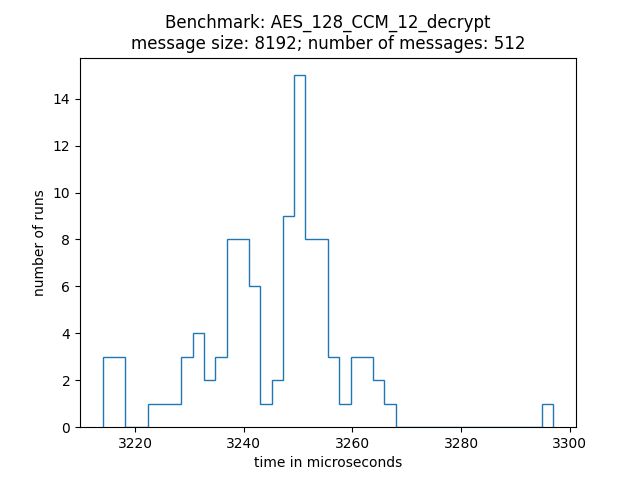 Benchmark: AES_128_CCM_12_decrypt
message size: 8192; number of messages: 512
14
12
10
8
6
4
2
0
number of runs
3220 3240 3260 3280 3300
time in microseconds